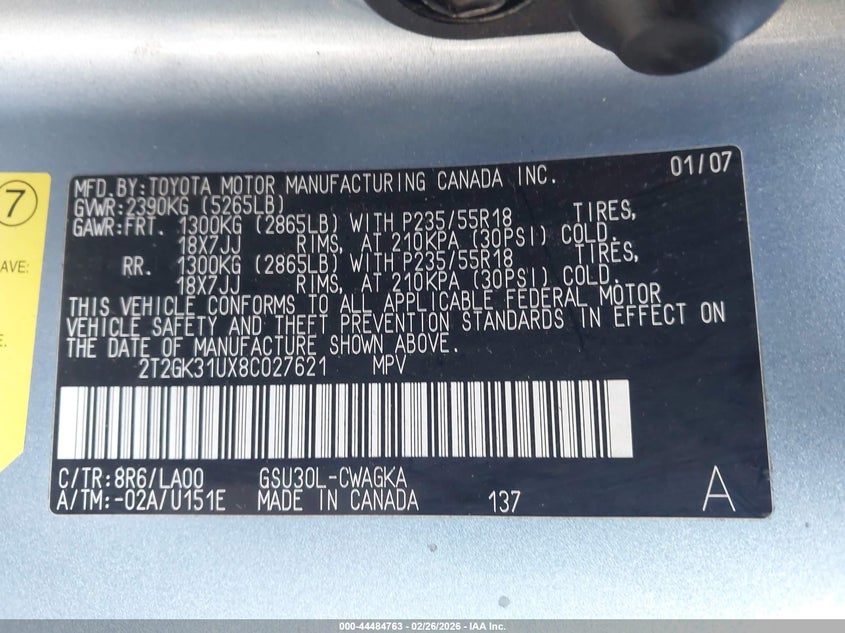 7
AVE:
E.
MFD.BY:TOYOTA MOTOR MANUFACTURING CANADA INC. 01/07
GVWR:2390KG (5265LB)
GAWR:FRT. 1300KG (2865LB) WITH P235/55R18 TIRES,
18X7JJ RIMS, AT 210KPA (30PSI) COLD.
RR. 1300KG (2865LB) WITH P235/55R18 TIRES,
18X7JJ RIMS, AT 210KPA (30PSI) COLD.
THIS VEHICLE CONFORMS TO ALL APPLICABLE FEDERAL MOTOR
VEHICLE SAFETY AND THEFT PREVENTION STANDARDS IN EFFECT ON
THE DATE OF MANUFACTURE SHOWN ABOVE.
2T2GK31UX8C027621 MPV
C/TR:8R6/LA00 GSU30L-CWAGKA
A/TM:-02A/U151E MADE IN CANADA 137 A
000-44484763 - 02/26/2026 - IAA Inc.